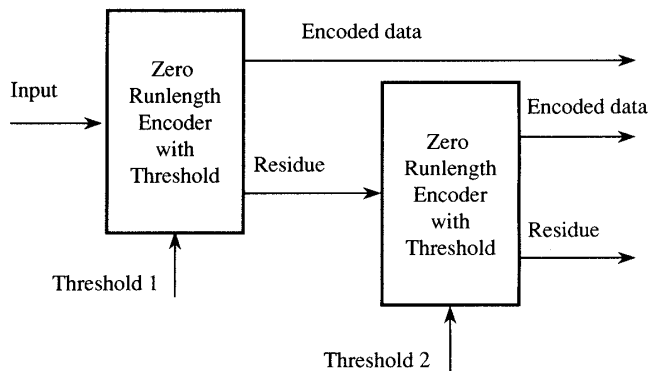 Encoded data
Input
Zero
Runlength
Encoder
with
Threshold
Residue
Threshold 1
Encoded data
Zero
Runlength
Encoder
with
Threshold
Residue
Threshold 2